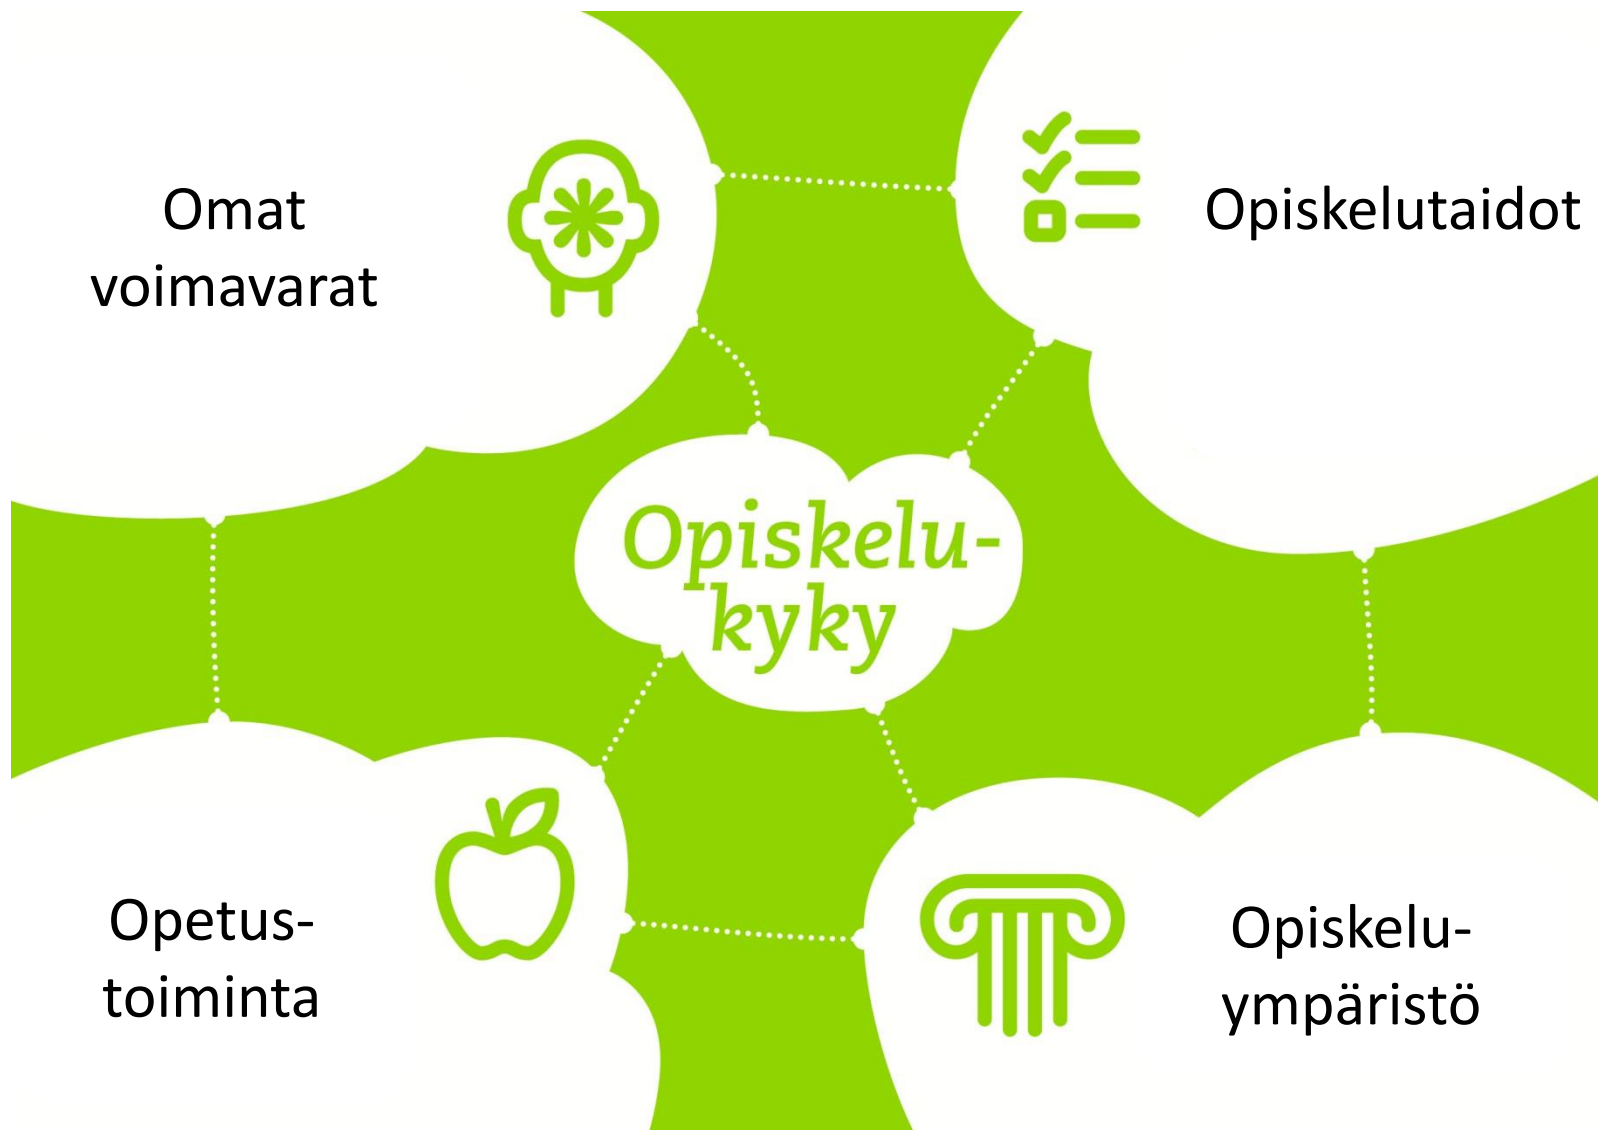 Omat
voimavarat
Opiskelutaidot
Opiskelu-
kyky
Opetus-
toiminta
Opiskelu-
ympäristö